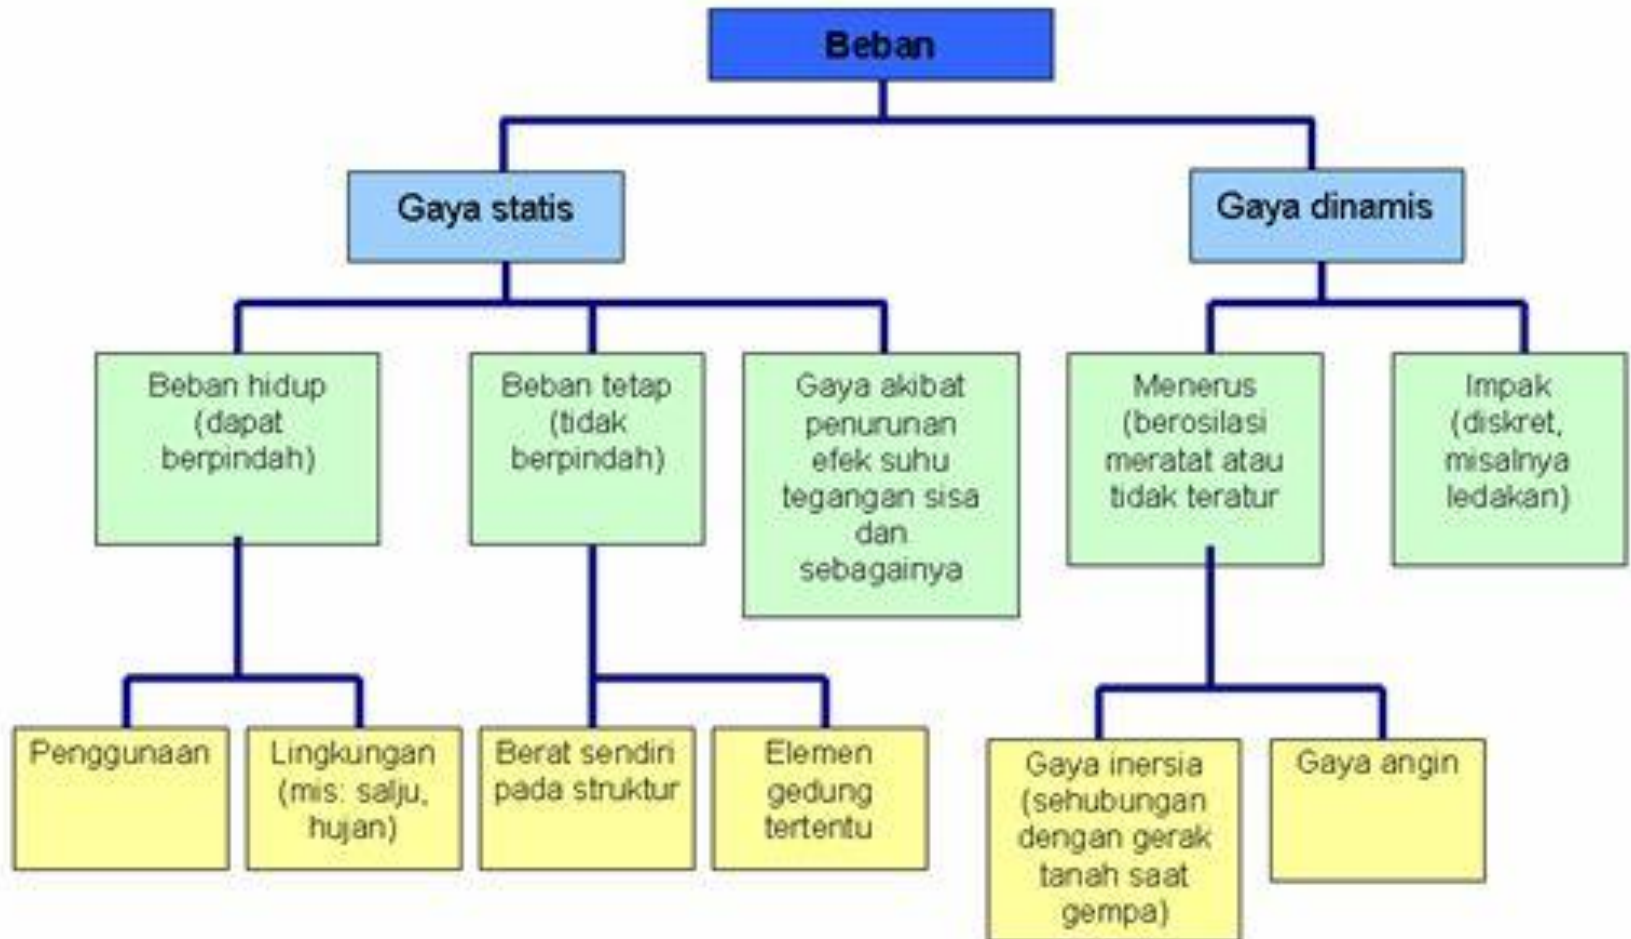 Beban
Gaya statis
Gaya dinamis
Beban hidup
(dapat
berpindah)
Beban tetap
(tidak
berpindah)
Gaya akibat
penurunan
efek suhu
tegangan sisa
dan
sebagainya
Menerus
(berosilasi
meratat atau
tidak teratur
Impak
(diskret,
misalnya
ledakan)
Penggunaan
Lingkungan
(mis: salju,
hujan)
Berat sendiri
pada struktur
Elemen
gedung
tertentu
Gaya inersia
(sehubungan
dengan gerak
tanah saat
gempa)
Gaya angin